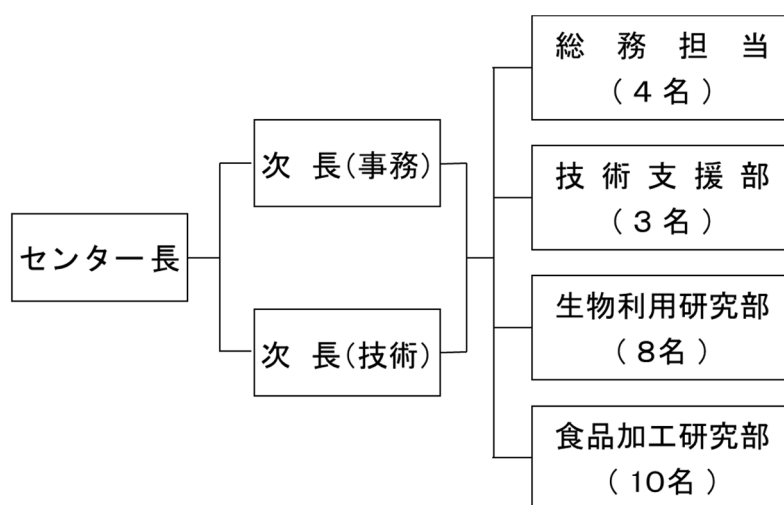 センター長
次 長(事務)
次 長(技術)
総 務 担 当
( 4 名 )
技 術 支 援 部
( 3 名 )
生物利用研究部
( 8名 )
食品加工研究部
( 10名 )